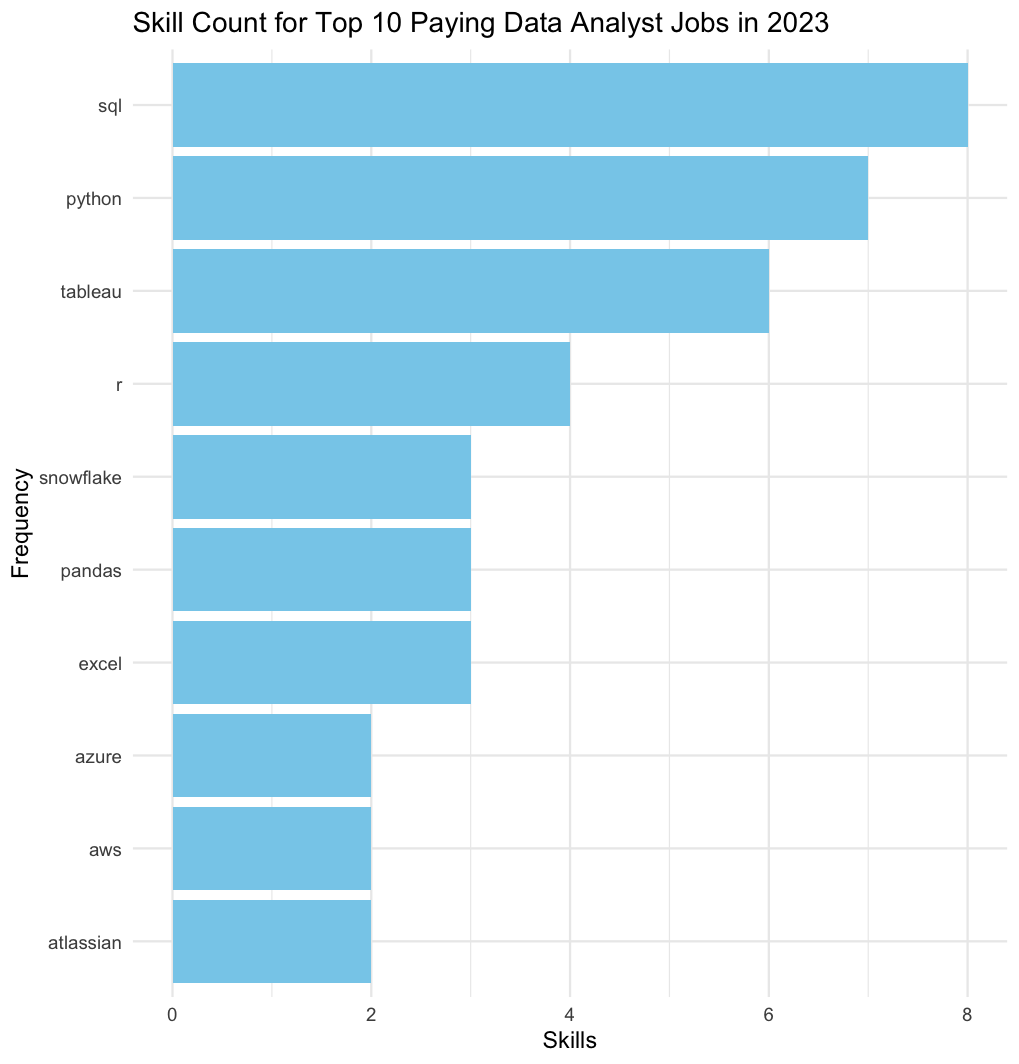 Skill Count for Top 10 Paying Data Analyst Jobs in 2023
sql
python
tableau
r
snowflake
pandas
excel
azure
aws
atlassian
Frequency
0 2 4 6 8
Skills